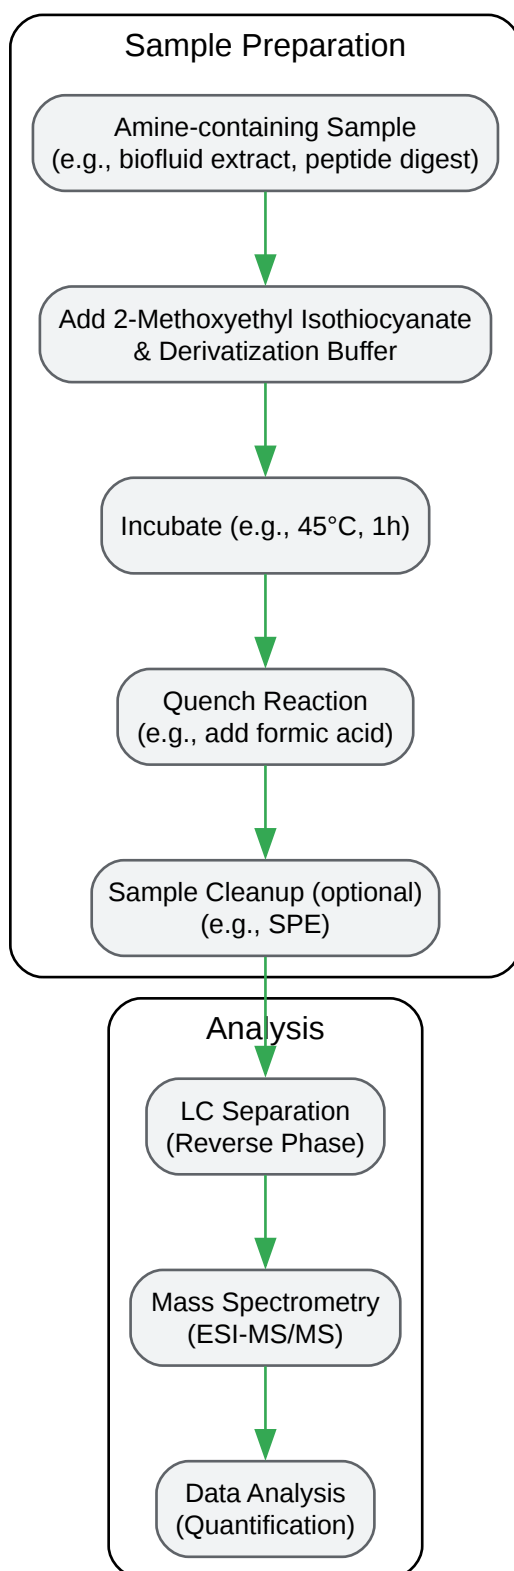 Sample Preparation
Amine-containing Sample
(e.g., biofluid extract, peptide digest)
Add 2-Methoxyethyl Isothiocyanate
& Derivatization Buffer
Incubate (e.g., 45°C, 1h)
Quench Reaction
(e.g., add formic acid)
Sample Cleanup (optional)
(e.g., SPE)
Analysis
LC Separation
(Reverse Phase)
Mass Spectrometry
(ESI-MS/MS)
Data Analysis
(Quantification)